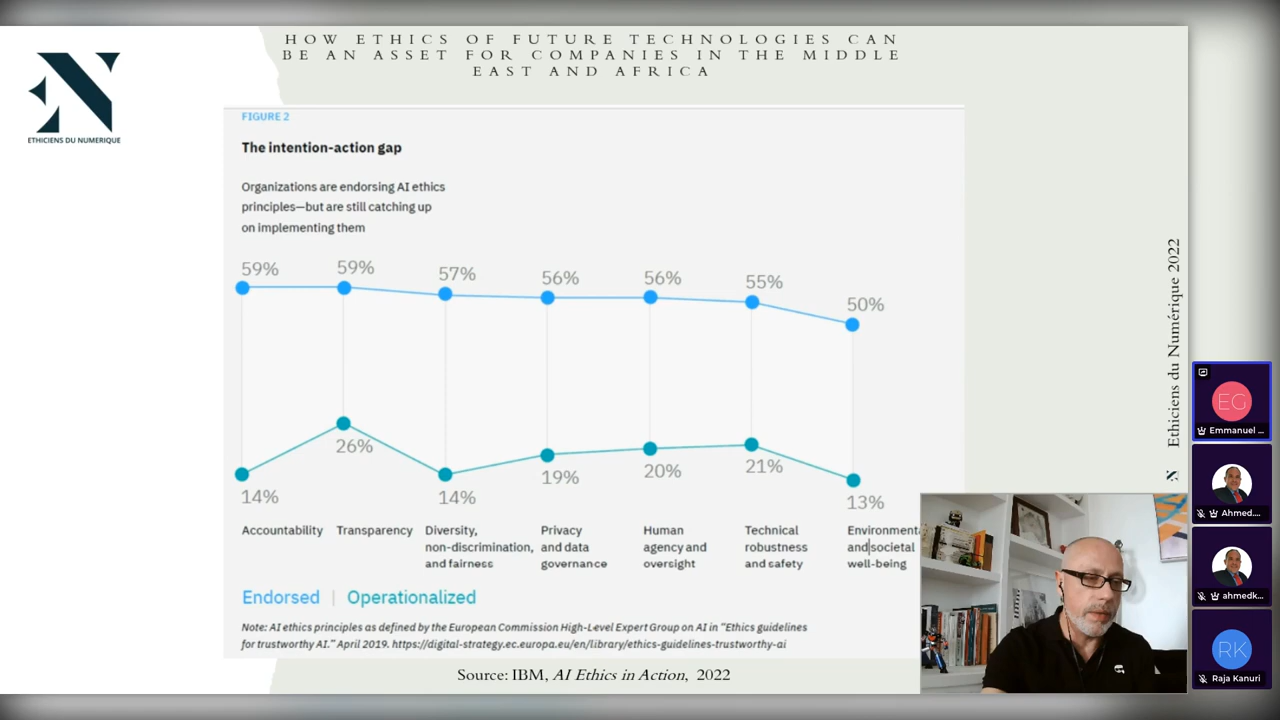 HOW ETHICS OF FUTURE TECHNOLOGIES CAN
BE AN ASSET FOR COMPANIES IN THE MIDDLE
EAST AND AFRICA
ETHICIENS DU NUMERIQUE
FIGURE 2
The intention-action gap
Organizations are endorsing AI ethics
principles—but are still catching up
on implementing them
59% 59% 57% 56% 56% 55% 50%
14% 26% 14% 19% 20% 21% 13%
Accountability
Transparency
Diversity,
non-discrimination,
and fairness
Privacy
and data
governance
Human
agency and
oversight
Technical
robustness
and safety
Environmenta
and societal
well-being
Endorsed | Operationalized
Note: AI ethics principles as defined by the European Commission High-Level Expert Group on AI in “Ethics guidelines
for trustworthy AI.” April 2019. https://digital-strategy.ec.europa.eu/en/library/ethics-guidelines-trustworthy-ai
Source: IBM, AI Ethics in Action, 2022
Ethiciens du Numérique 2022
EG
Emmanuel ...
Ahmed....
ahmedk...
RK
Raja Kanuri